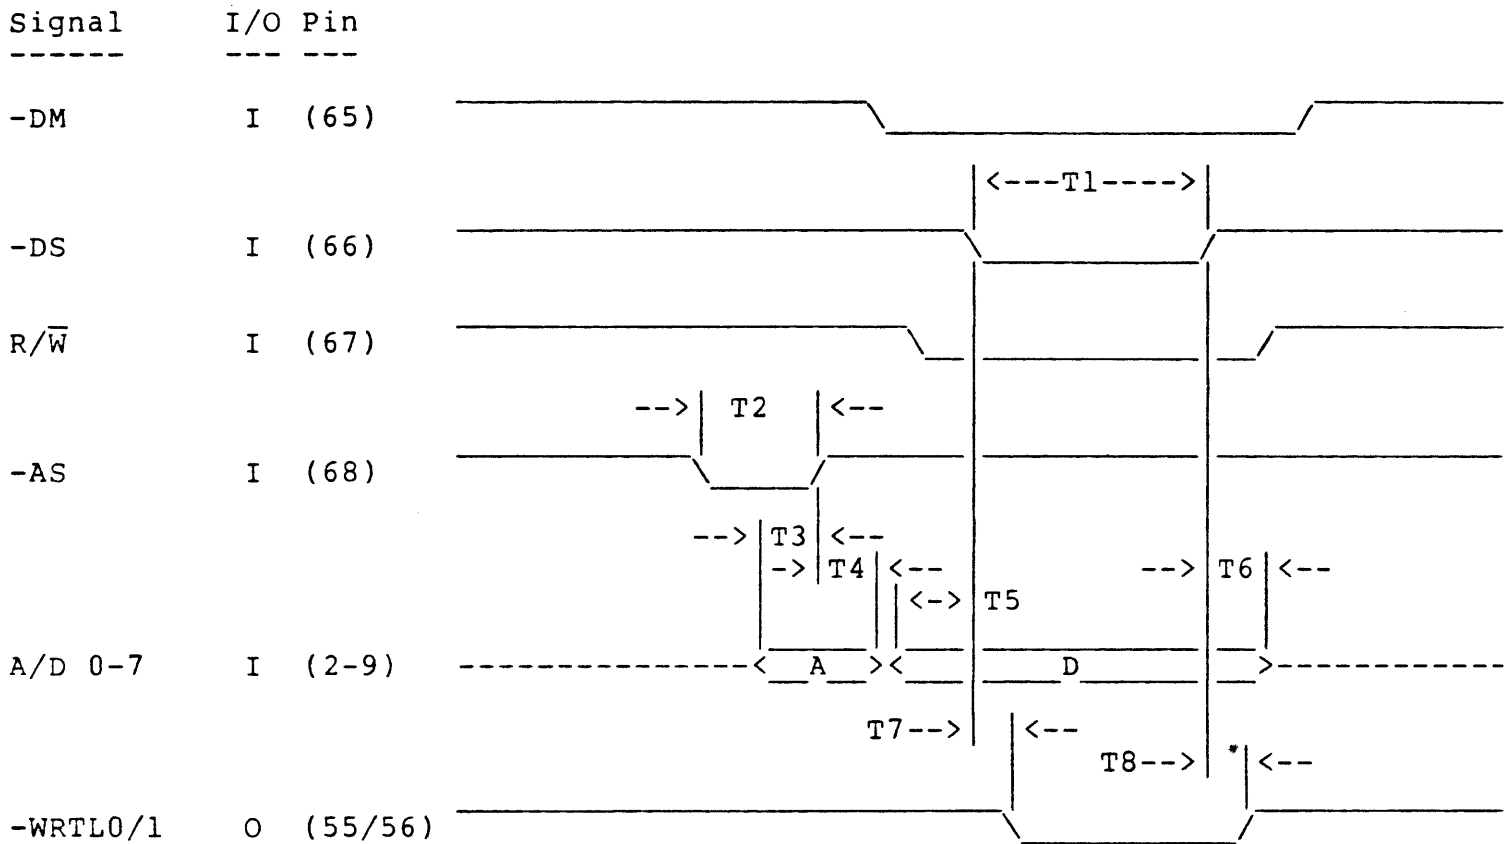 Signal I/O Pin
------ --- ---
-DM I (65)
<---T1---->
-DS I (66)
R/W̅ I (67)
--> T2 <--
-AS I (68)
--> T3 <--
-> T4 <-- --> T6 <--
<-> T5
A/D 0-7 I (2-9) ---------------< A >< D >------------
T7--> <--
T8--> * <--
-WRTL0/1 O (55/56)